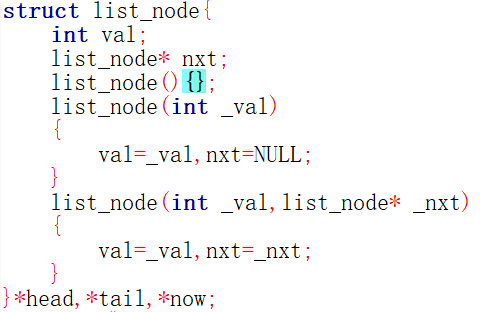 struct list_node{
    int val;
    list_node* nxt;
    list_node(){};
    list_node(int _val)
    {
        val=_val,nxt=NULL;
    }
    list_node(int _val,list_node* _nxt)
    {
        val=_val,nxt=_nxt;
    }
}*head,*tail,*now;